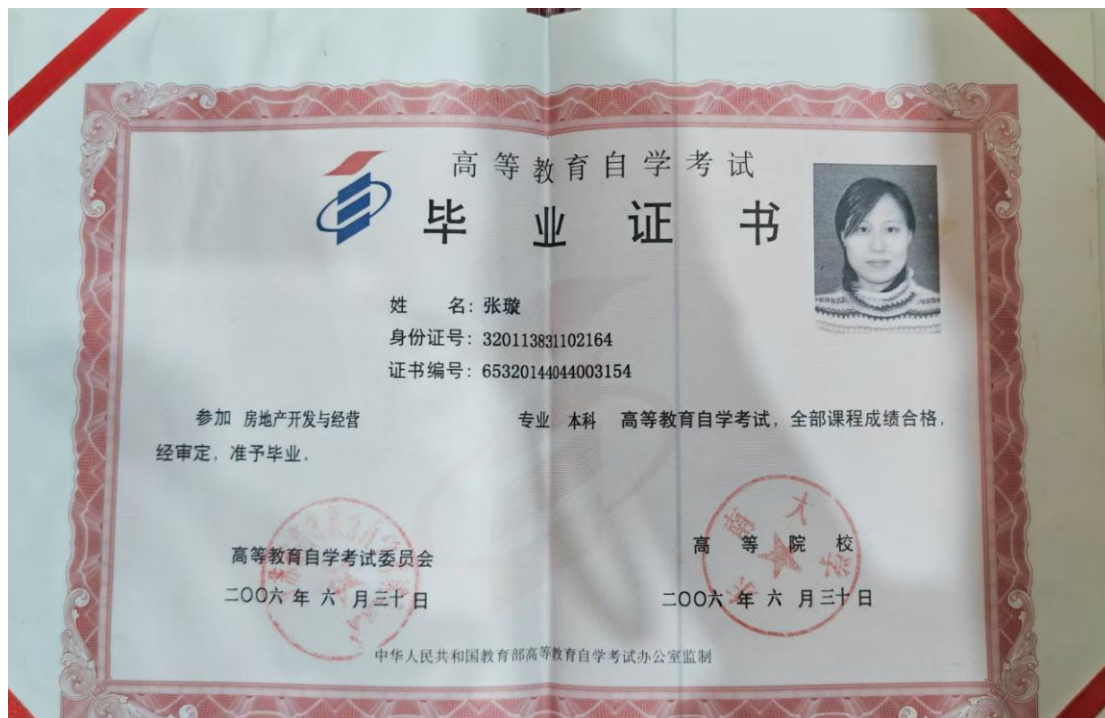 高等教育自学考试
毕业证书
姓 名：张璇
身份证号：320113831102164
证书编号：65320144044003154
参加 房地产开发与经营 专业 本科 高等教育自学考试，全部课程成绩合格，
经审定，准予毕业．
高等教育自学考试委员会
高等院校
二〇〇六年六月三十日
二〇〇六年六月三十日
中华人民共和国教育部高等教育自学考试办公室监制